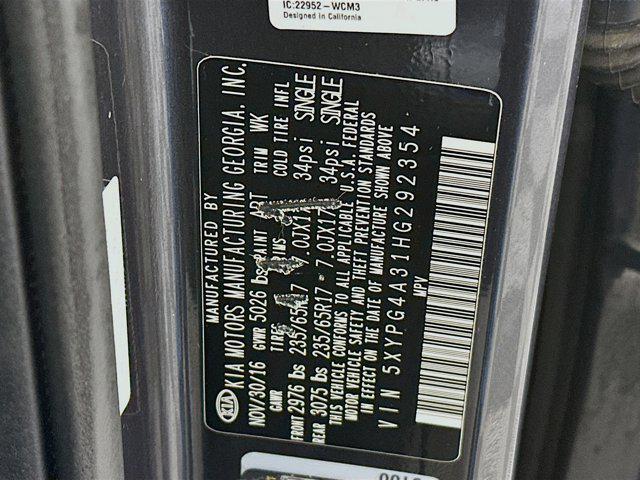 IC:22952-WCM3
Designed in California
KIA
MANUFACTURED BY
KIA MOTORS MANUFACTURING GEORGIA, INC.
NOV/30/16 GVWR 5026 lbs PAINT TRIM WK
GAWR TIRE RIMS COLD TIRE INFL
FRONT 2976 lbs 235/65R17 7.0JX17 34psi SINGLE
REAR 3075 lbs 235/65R17 7.0JX17 34psi SINGLE
THIS VEHICLE CONFORMS TO ALL APPLICABLE U.S.A. FEDERAL
MOTOR VEHICLE SAFETY AND THEFT PREVENTION STANDARDS
IN EFFECT ON THE DATE OF MANUFACTURE SHOWN ABOVE
VIN 5XYPG4A31HG292354
MPV